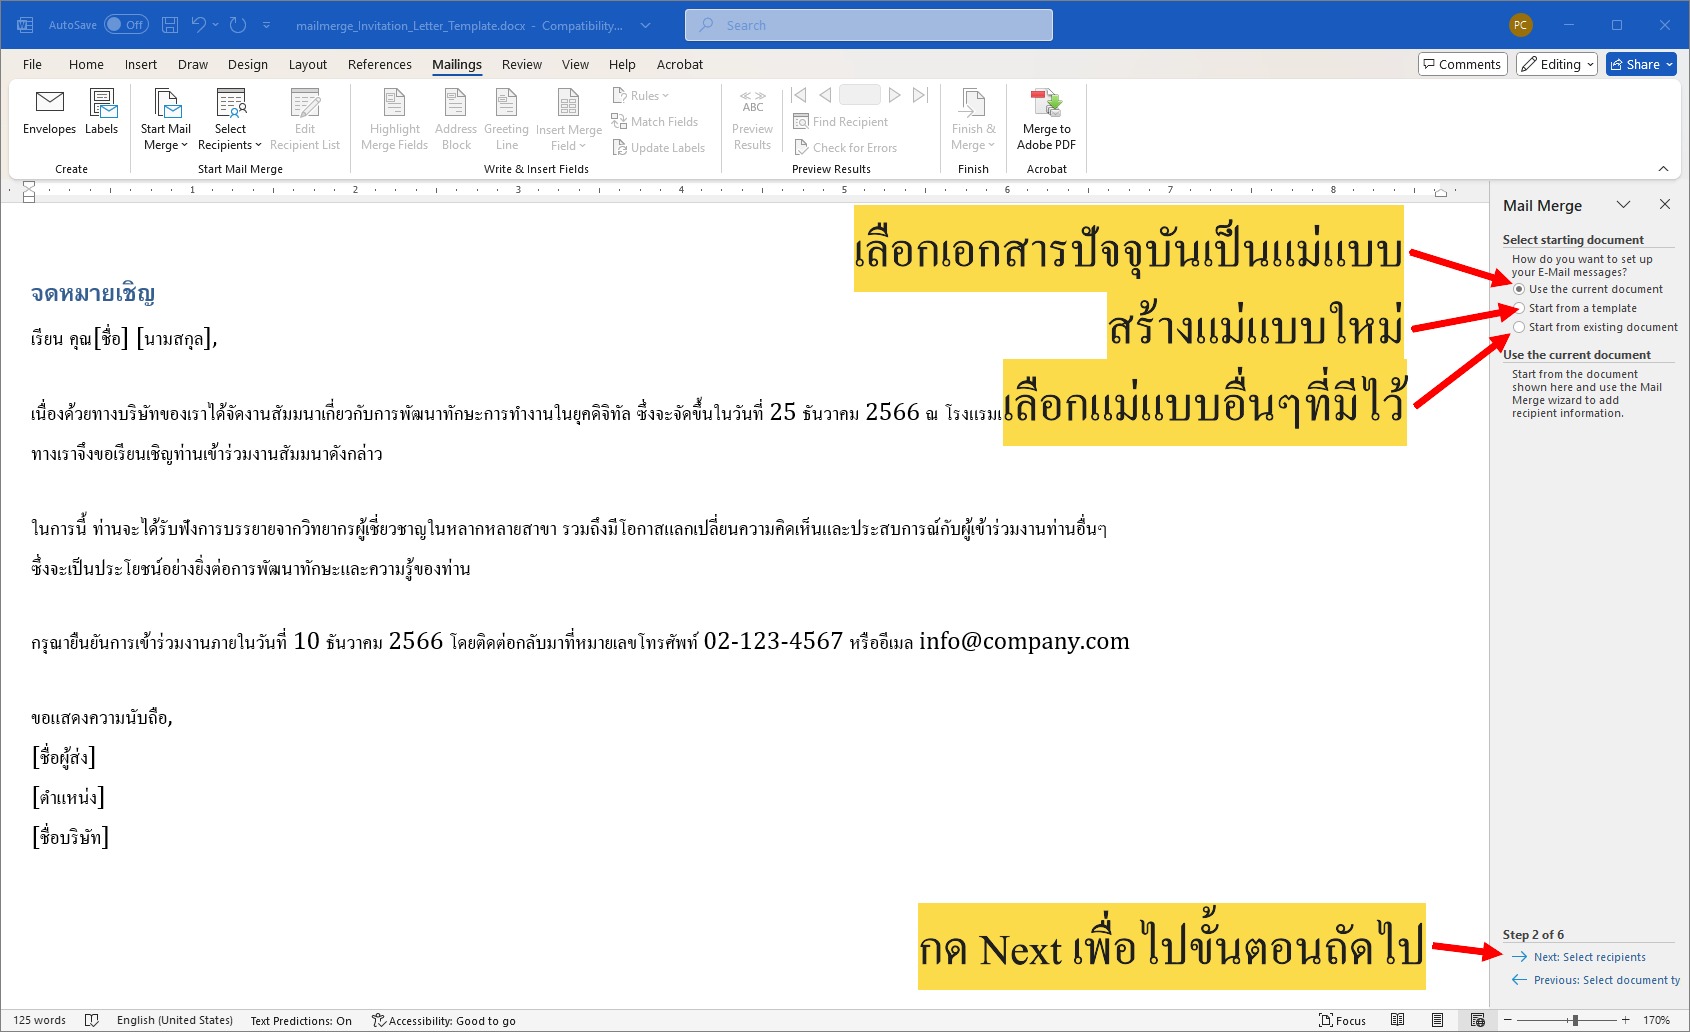 AutoSave Off mailmerge_Invitation_Letter_Template.docx - Compatibility... Search PC
File Home Insert Draw Design Layout References Mailings Review View Help Acrobat Comments Editing Share
Envelopes Labels
Create
Start Mail Merge
Select Recipients
Edit Recipient List
Start Mail Merge
Highlight Merge Fields
Address Block
Greeting Line
Insert Merge Field
Rules
Match Fields
Update Labels
Write & Insert Fields
ABC
Preview Results
Find Recipient
Check for Errors
Preview Results
Finish & Merge
Finish
Merge to Adobe PDF
Acrobat
1 2 3 4 5 6 7 8
เลือกเอกสารปัจจุบันเป็นแม่แบบ
สร้างแม่แบบใหม่
เลือกแม่แบบอื่นๆที่มีไว้
จดหมายเชิญ
เรียน คุณ[ชื่อ] [นามสกุล],
เนื่องด้วยทางบริษัทของเราได้จัดงานสัมมนาเกี่ยวกับการพัฒนาทักษะการทำงานในยุคดิจิทัล ซึ่งจะจัดขึ้นในวันที่ 25 ธันวาคม 2566 ณ โรงแรม
ทางเราจึงขอเรียนเชิญท่านเข้าร่วมงานสัมมนาดังกล่าว
ในการนี้ ท่านจะได้รับฟังการบรรยายจากวิทยากรผู้เชี่ยวชาญในหลากหลายสาขา รวมถึงมีโอกาสแลกเปลี่ยนความคิดเห็นและประสบการณ์กับผู้เข้าร่วมงานท่านอื่นๆ
ซึ่งจะเป็นประโยชน์อย่างยิ่งต่อการพัฒนาทักษะและความรู้ของท่าน
กรุณายืนยันการเข้าร่วมงานภายในวันที่ 10 ธันวาคม 2566 โดยติดต่อกลับมาที่หมายเลขโทรศัพท์ 02-123-4567 หรืออีเมล info@company.com
ขอแสดงความนับถือ,
[ชื่อผู้ส่ง]
[ตำแหน่ง]
[ชื่อบริษัท]
กด Next เพื่อไปขั้นตอนถัดไป
Mail Merge
Select starting document
How do you want to set up
your E-Mail messages?
Use the current document
Start from a template
Start from existing document
Use the current document
Start from the document
shown here and use the Mail
Merge wizard to add
recipient information.
Step 2 of 6
Next: Select recipients
Previous: Select document ty
125 words English (United States) Text Predictions: On Accessibility: Good to go Focus 170%